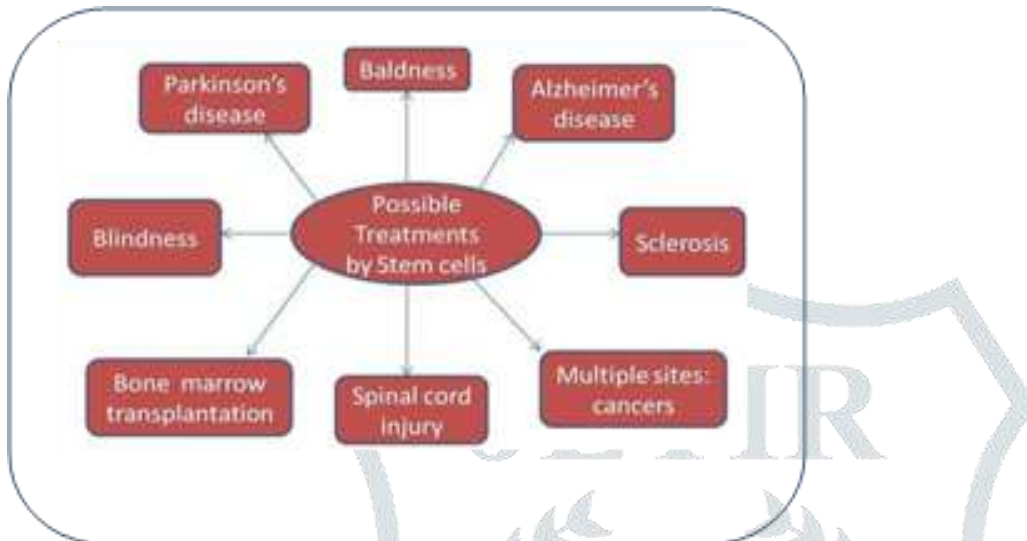 Baldness
Parkinson's
disease
Alzheimer's
disease
Possible
Treatments
by Stem cells
Blindness
Sclerosis
Bone marrow
transplantation
Spinal cord
injury
Multiple sites:
cancers